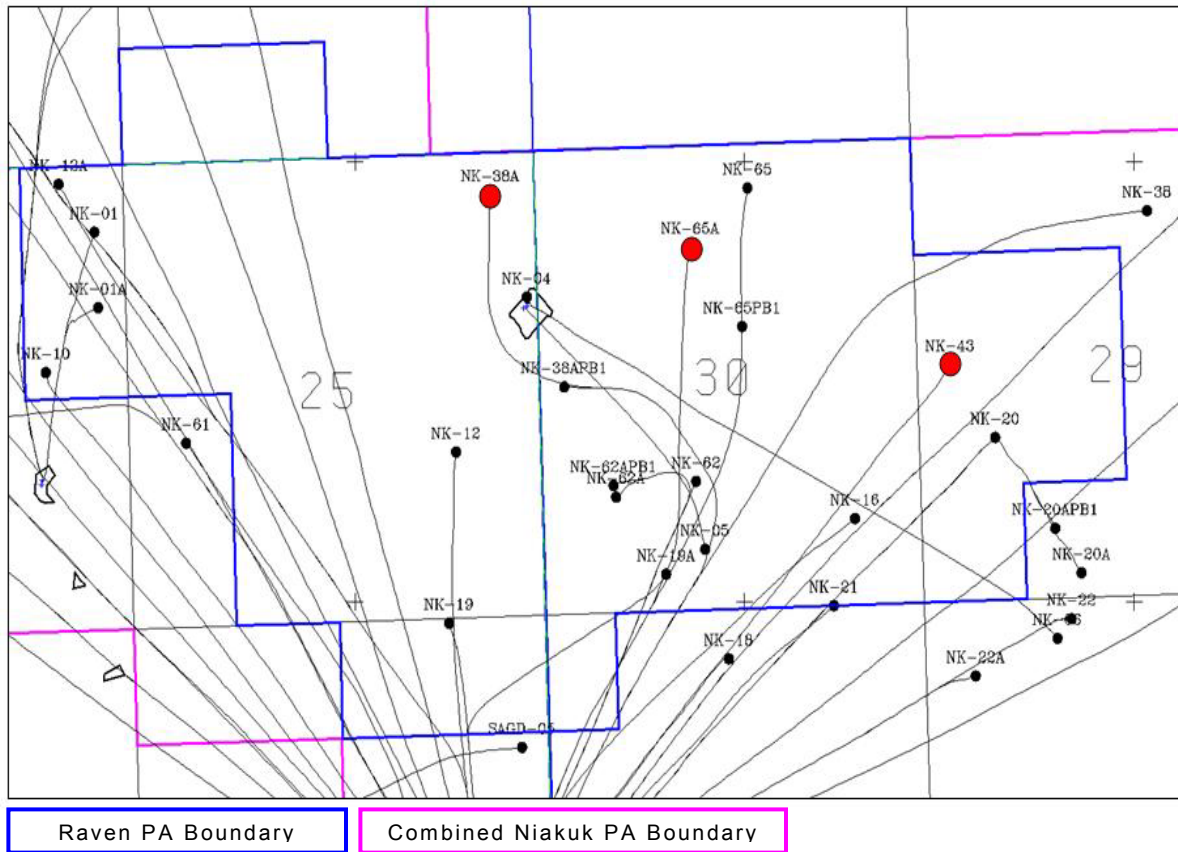 NK-12A
NK-01
NK-01A
NK-10
NK-61
25
NK-38A
NK-04
NK-38APB1
NK-12
NK-19
SAGD-05
NK-65
NK-65A
NK-65PB1
30
NK-62APB1
NK-62A
NK-62
NK-05
NK-19A
NK-16
NK-21
NK-18
NK-38
NK-43
29
NK-20
NK-20APB1
NK-20A
NK-22
NK-22A
Raven PA Boundary
Combined Niakuk PA Boundary